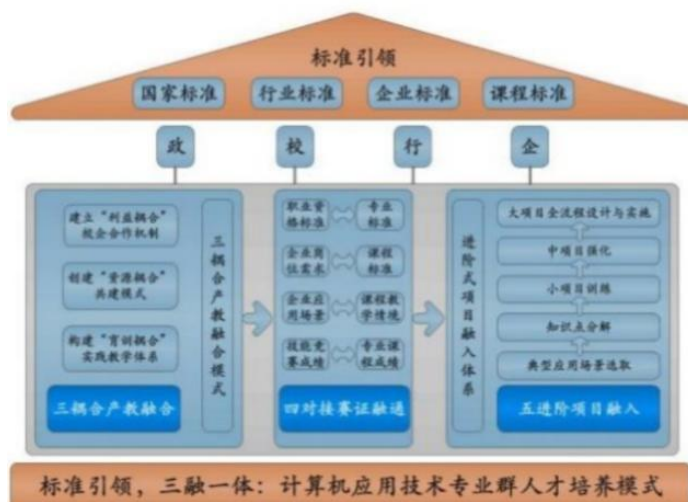 标准引领
国家标准
行业标准
企业标准
课程标准
政
校
行
企
建立“利益耦合”
校企合作机制
创建“资源耦合”
共建模式
构建“育训耦合”
实践教学体系
三耦合产教融合
三耦合产教融合模式
职业资
格标准
专业
标准
企业岗
位需求
课程
标准
企业应
用场景
课程教
学情境
技能竞
赛成绩
专业课
程成绩
四对接赛证融通
进阶式项目融入体系
大项目全流程设计与实施
中项目强化
小项目训练
知识点分解
典型应用场景选取
五进阶项目融入
标准引领，三融一体：计算机应用技术专业群人才培养模式